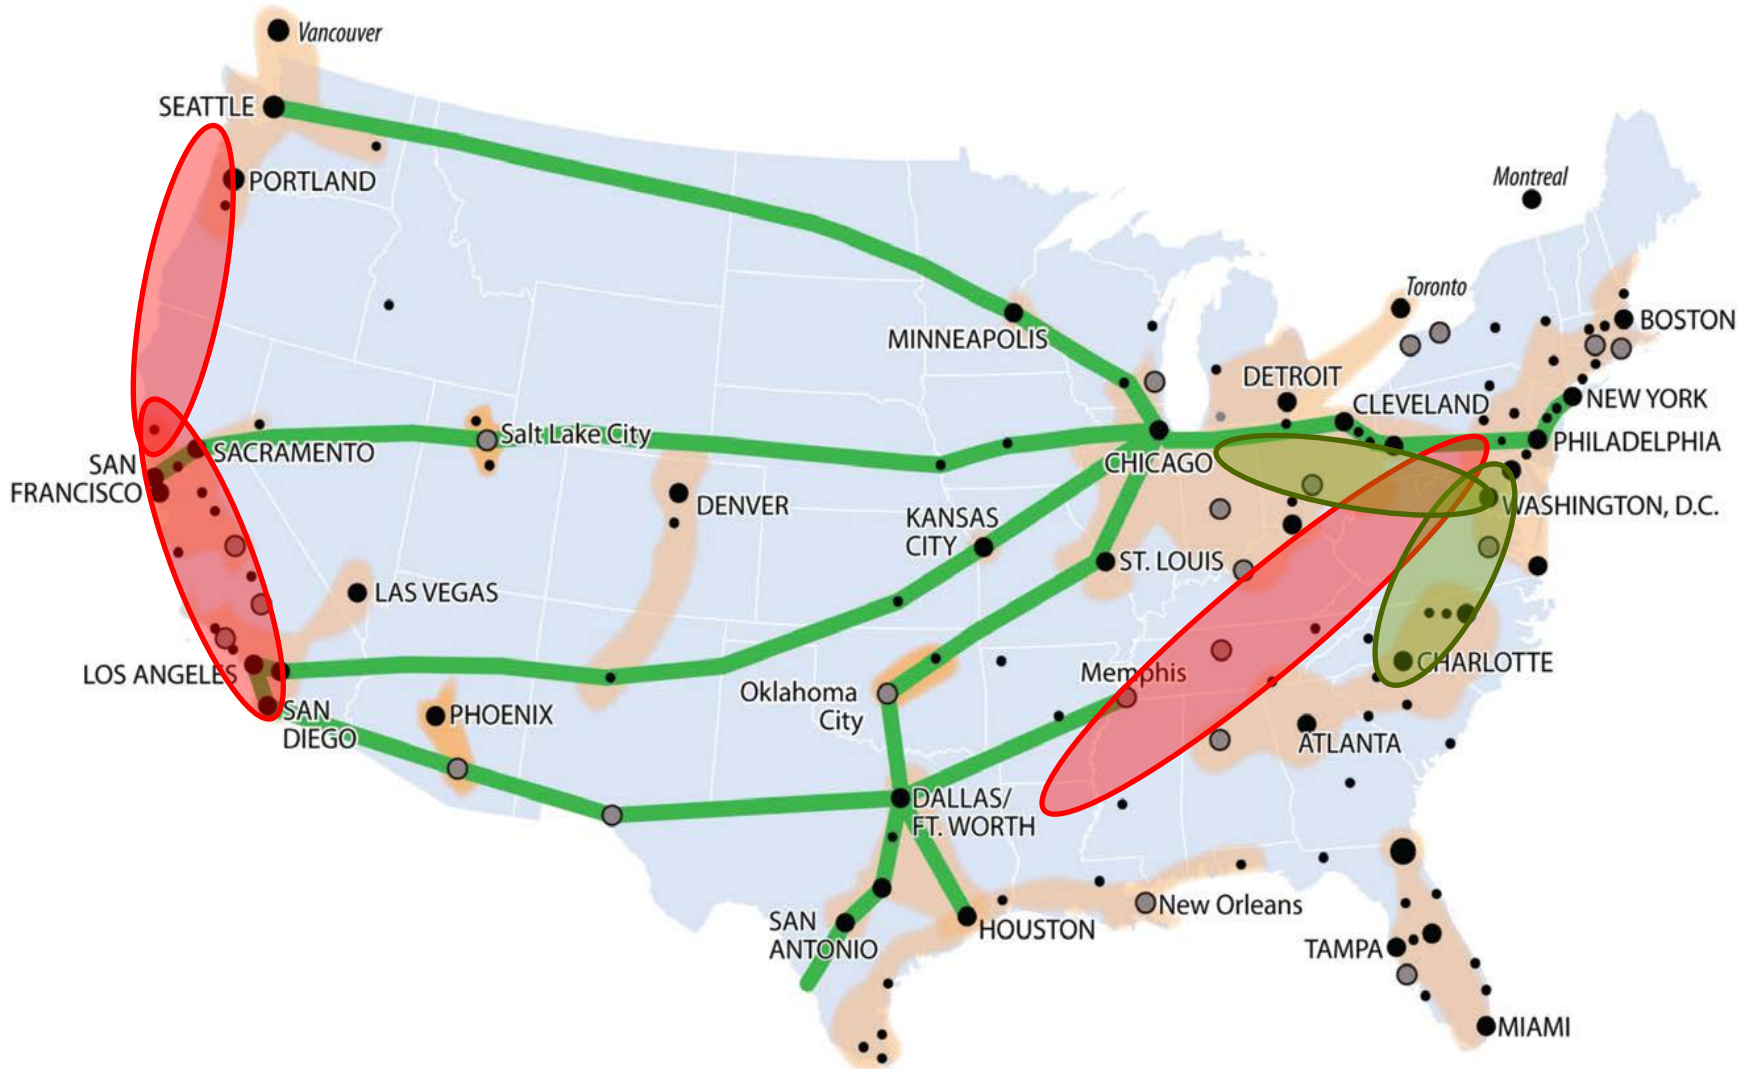 Vancouver
SEATTLE
PORTLAND
Montreal
Toronto
BOSTON
MINNEAPOLIS
DETROIT
CLEVELAND
NEW YORK
Salt Lake City
SACRAMENTO
PHILADELPHIA
SAN
FRANCISCO
CHICAGO
DENVER
WASHINGTON, D.C.
KANSAS
CITY
ST. LOUIS
LAS VEGAS
LOS ANGELES
CHARLOTTE
Memphis
Oklahoma
City
SAN
DIEGO
PHOENIX
ATLANTA
DALLAS/
FT. WORTH
New Orleans
SAN
ANTONIO
HOUSTON
TAMPA
MIAMI